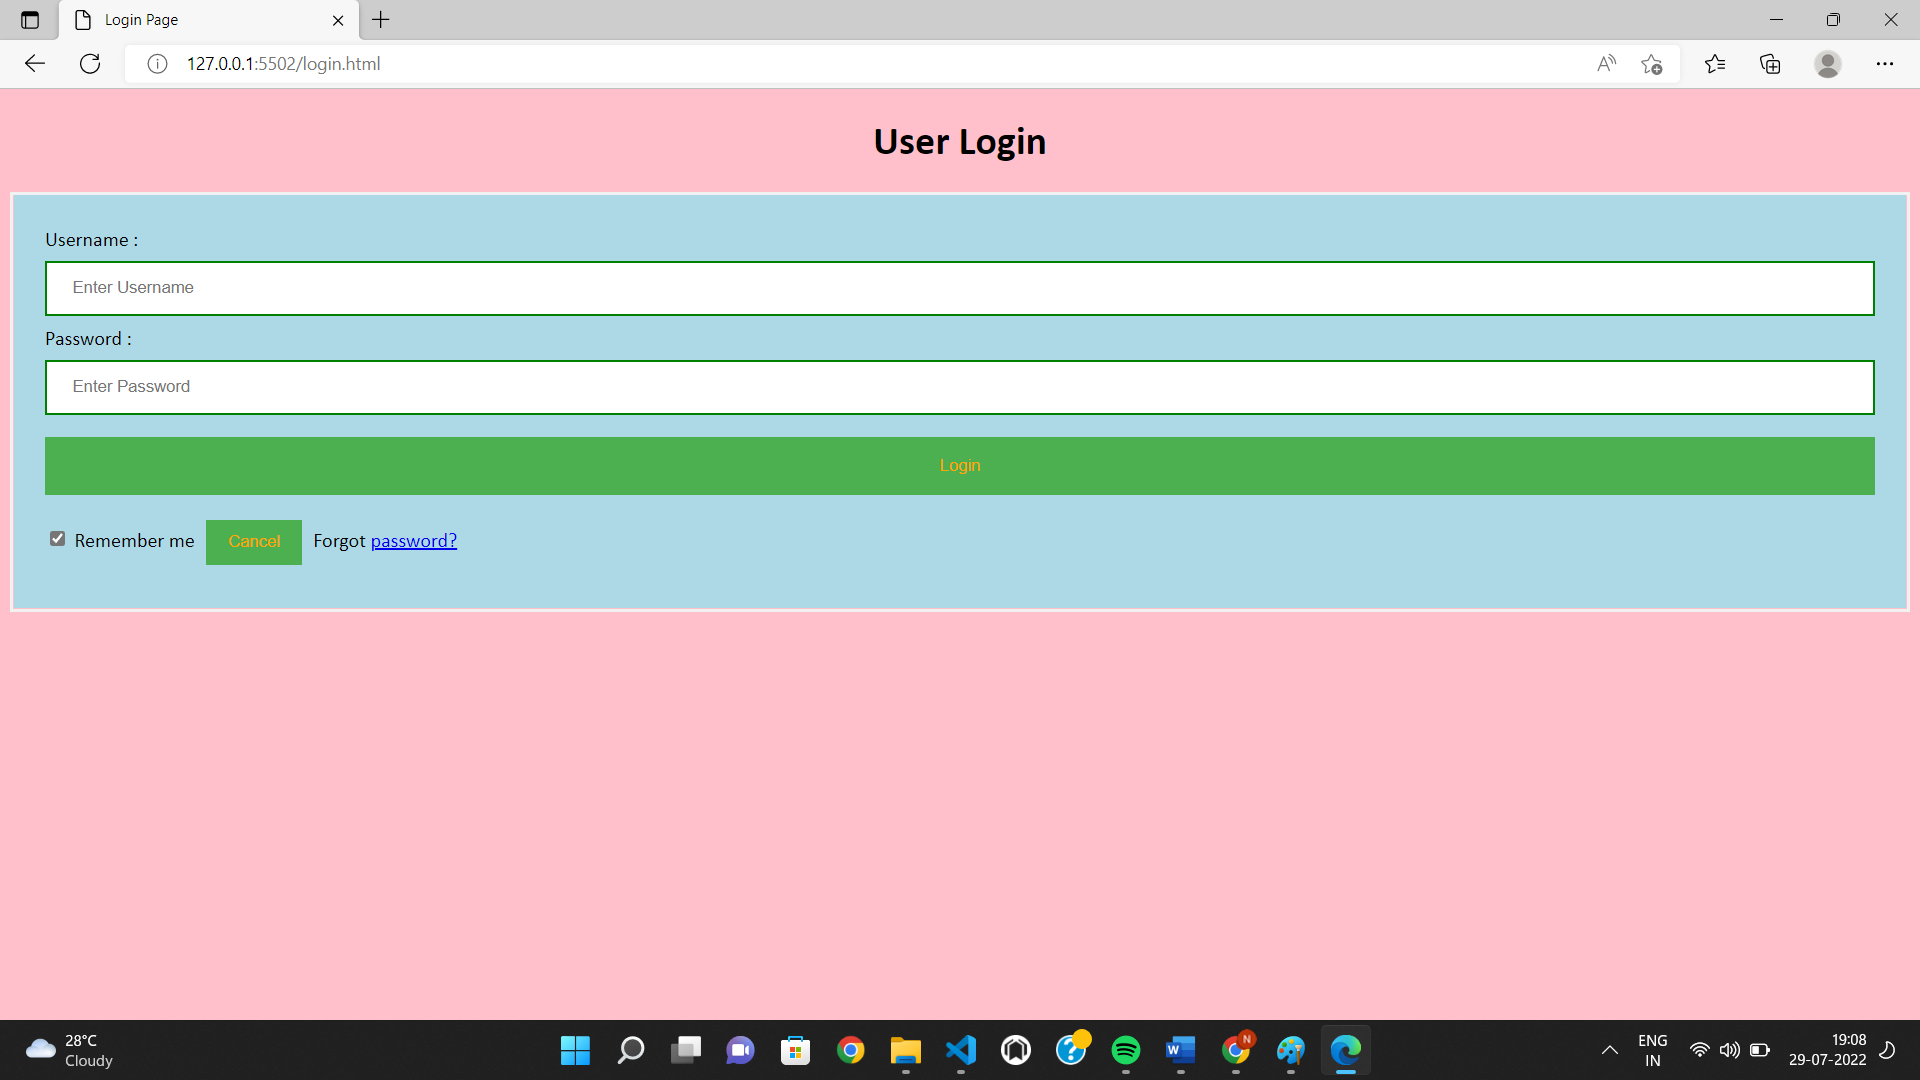 Login Page
127.0.0.1:5502/login.html
User Login
Username :
Enter Username
Password :
Enter Password
Login
Remember me Cancel Forgot password?
28°C
Cloudy
ENG
IN
19:08
29-07-2022